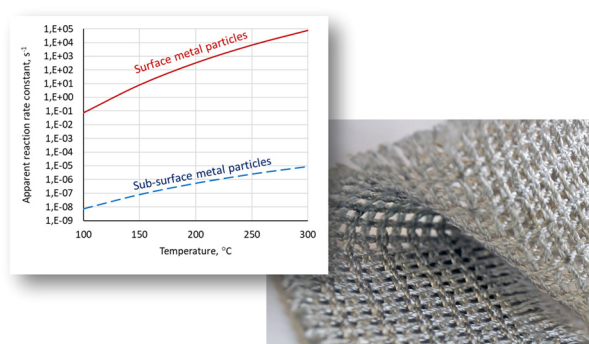 Apparent reaction rate constant, s⁻¹
1,E+05
1,E+04
1,E+03
1,E+02
1,E+01
1,E+00
1,E-01
1,E-02
1,E-03
1,E-04
1,E-05
1,E-06
1,E-07
1,E-08
1,E-09
Surface metal particles
Sub-surface metal particles
100 150 200 250 300
Temperature, °C